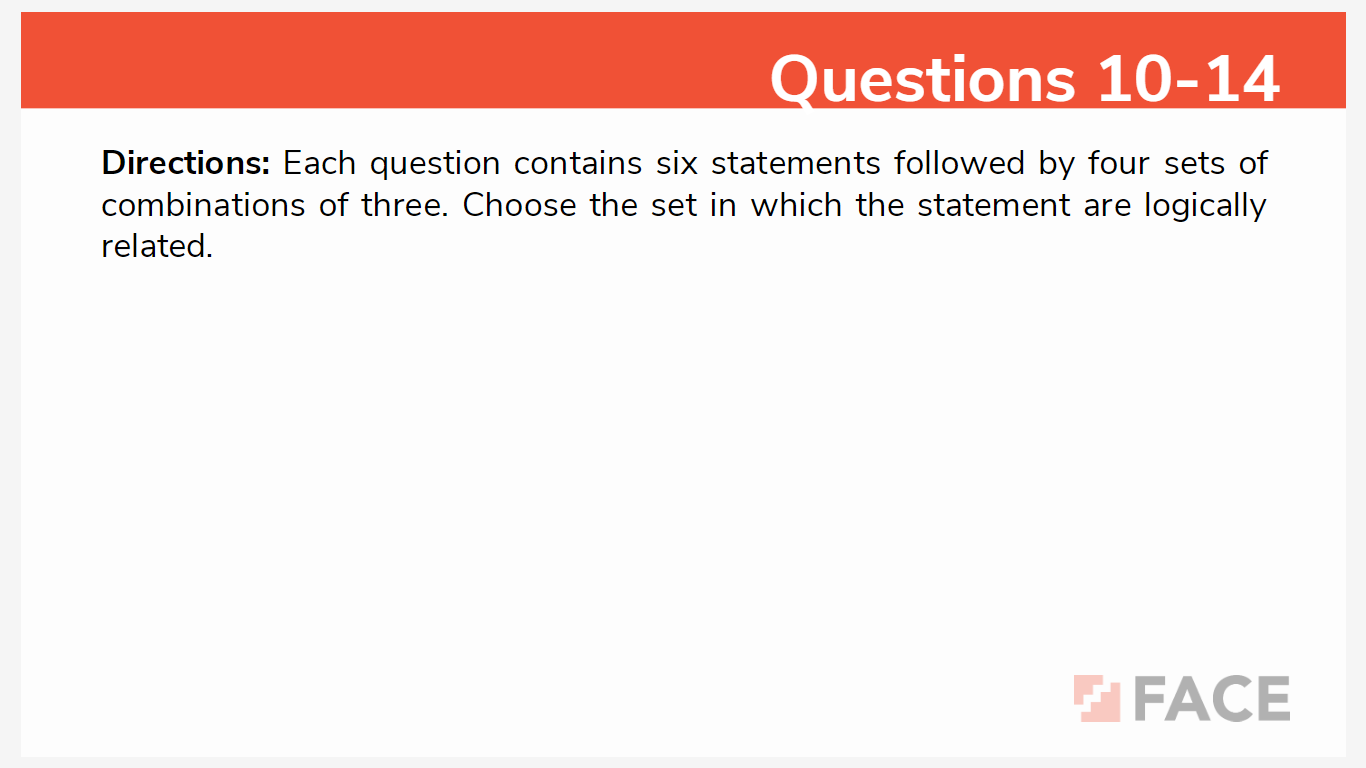 Questions 10-14
Directions: Each question contains six statements followed by four sets of
combinations of three. Choose the set in which the statement are logically
related.
FACE